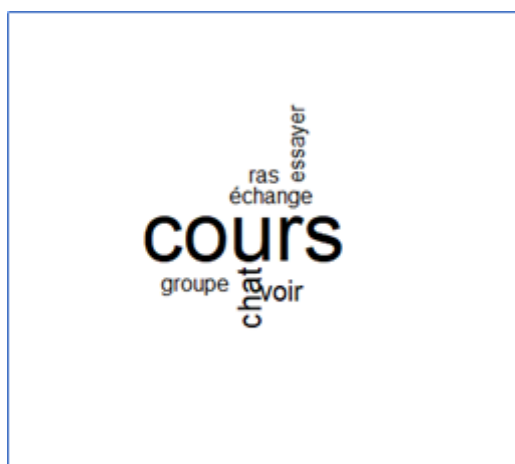 essayer
ras
échange
cours
groupe
chat
voir